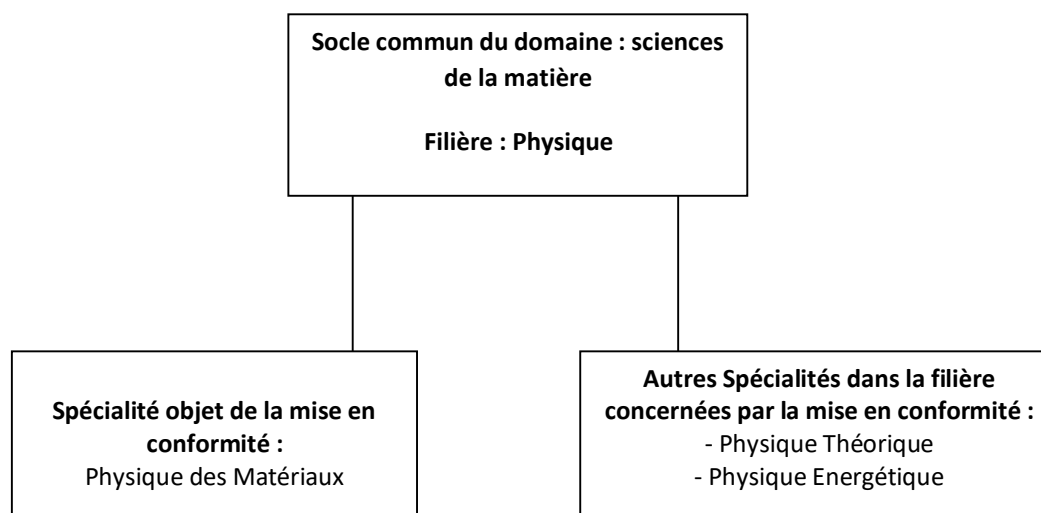 Socle commun du domaine : sciences
de la matière
Filière : Physique
Spécialité objet de la mise en
conformité :
Physique des Matériaux
Autres Spécialités dans la filière
concernées par la mise en conformité :
- Physique Théorique
- Physique Energétique